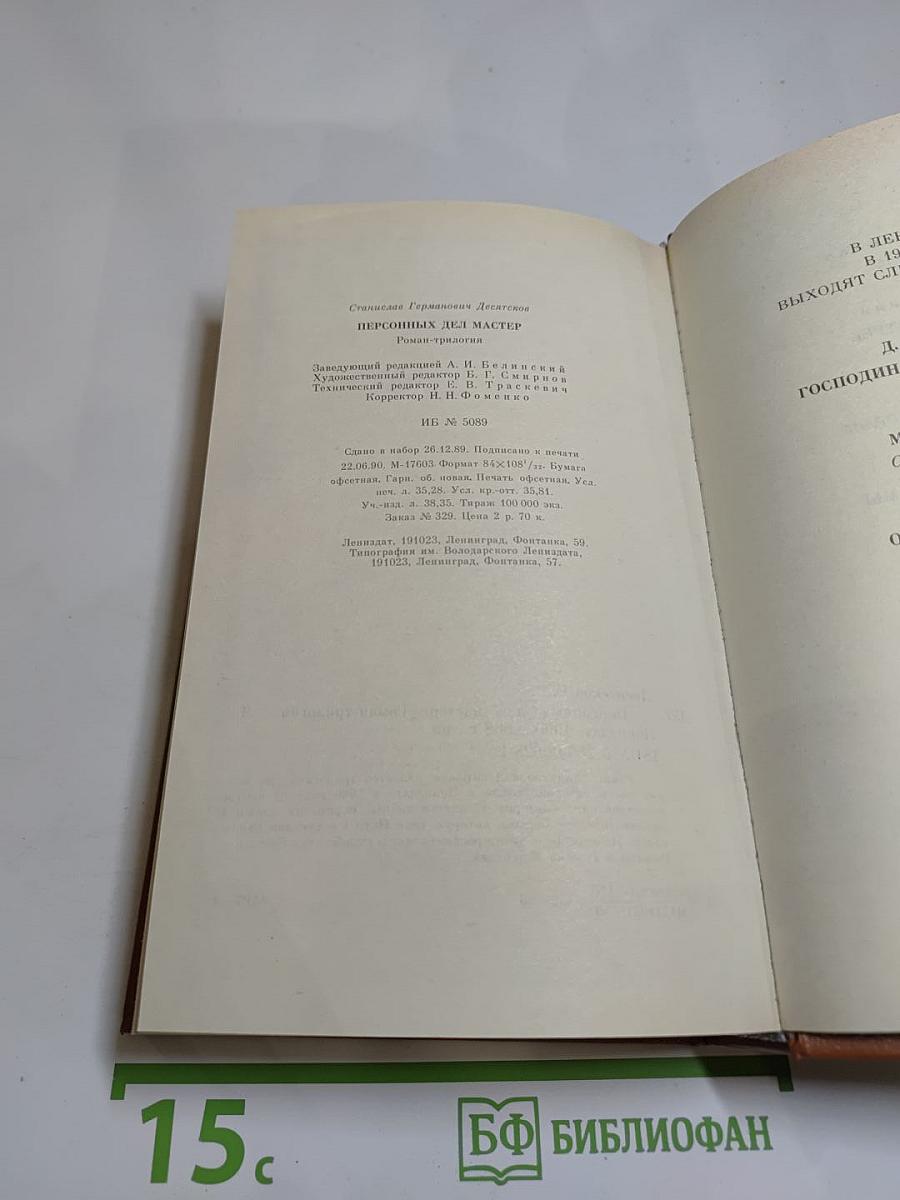 Станислав Германович Десятсков
ПЕРСОННЫХ ДЕЛ МАСТЕР
Роман-трилогия
Заведующий редакцией А. И. Белинский
Художественный редактор Б. Г. Смирнов
Технический редактор Е. В. Траскевич
Корректор Н. Н. Фоменко
ИБ № 5089
Сдано в набор 26.12.89. Подписано к печати
22.06.90. М-17603. Формат 84×108¹/₃₂. Бумага
офсетная. Гарн. об. новая. Печать офсетная. Усл.
печ. л. 35,28. Усл. кр.-отт. 35,81.
Уч.-изд. л. 38,35. Тираж 100 000 экз.
Заказ № 329. Цена 2 р. 70 к.
Лениздат, 191023, Ленинград, Фонтанка, 59.
Типография им. Володарского Лениздата,
191023, Ленинград, Фонтанка, 57.
В ЛЕН
В 19
ВЫХОДЯТ СЛ
Д.
ГОСПОДИН
М
С
О
15 с
БФ БИБЛИОФАН